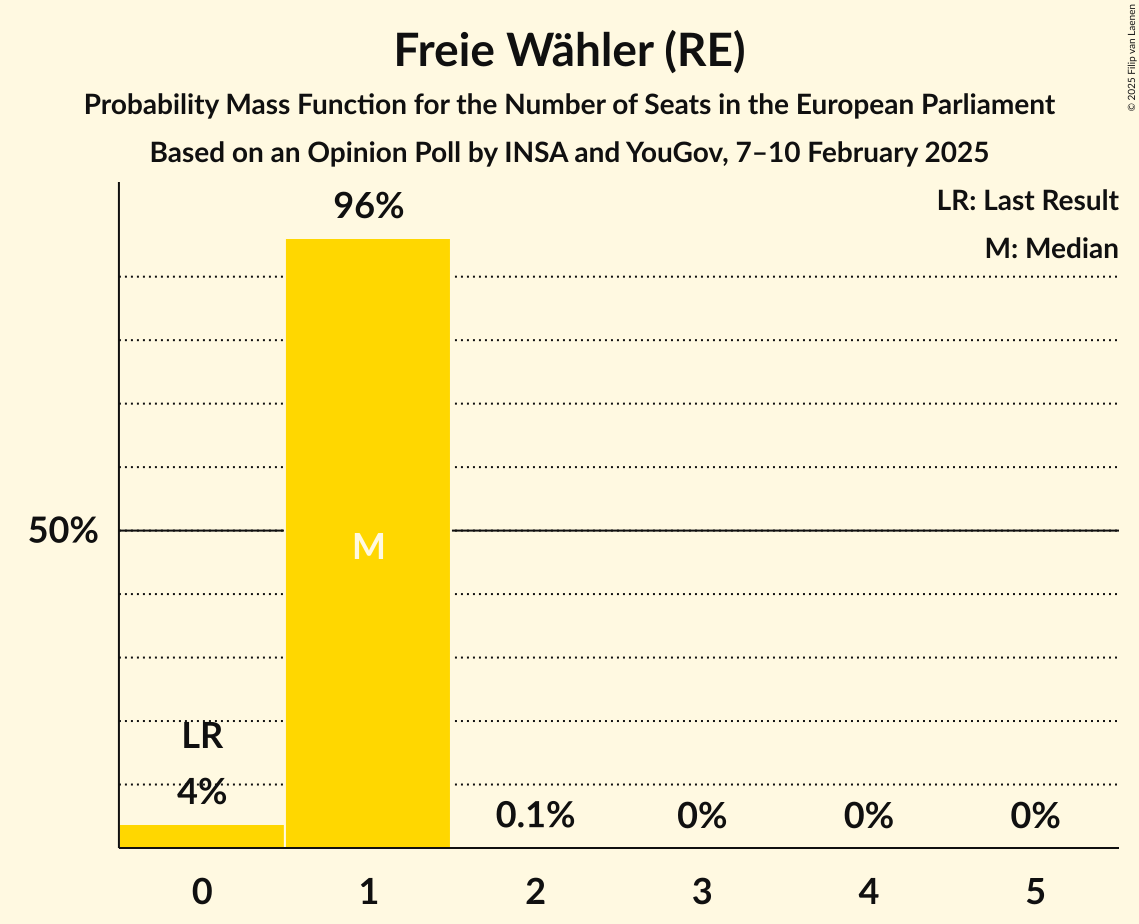 Freie Wähler (RE)
Probability Mass Function for the Number of Seats in the European Parliament
Based on an Opinion Poll by INSA and YouGov, 7–10 February 2025
© 2025 Filip van Laenen
LR: Last Result
M: Median
96%
50%
M
LR
4%
0.1%
0%
0%
0%
0
1
2
3
4
5